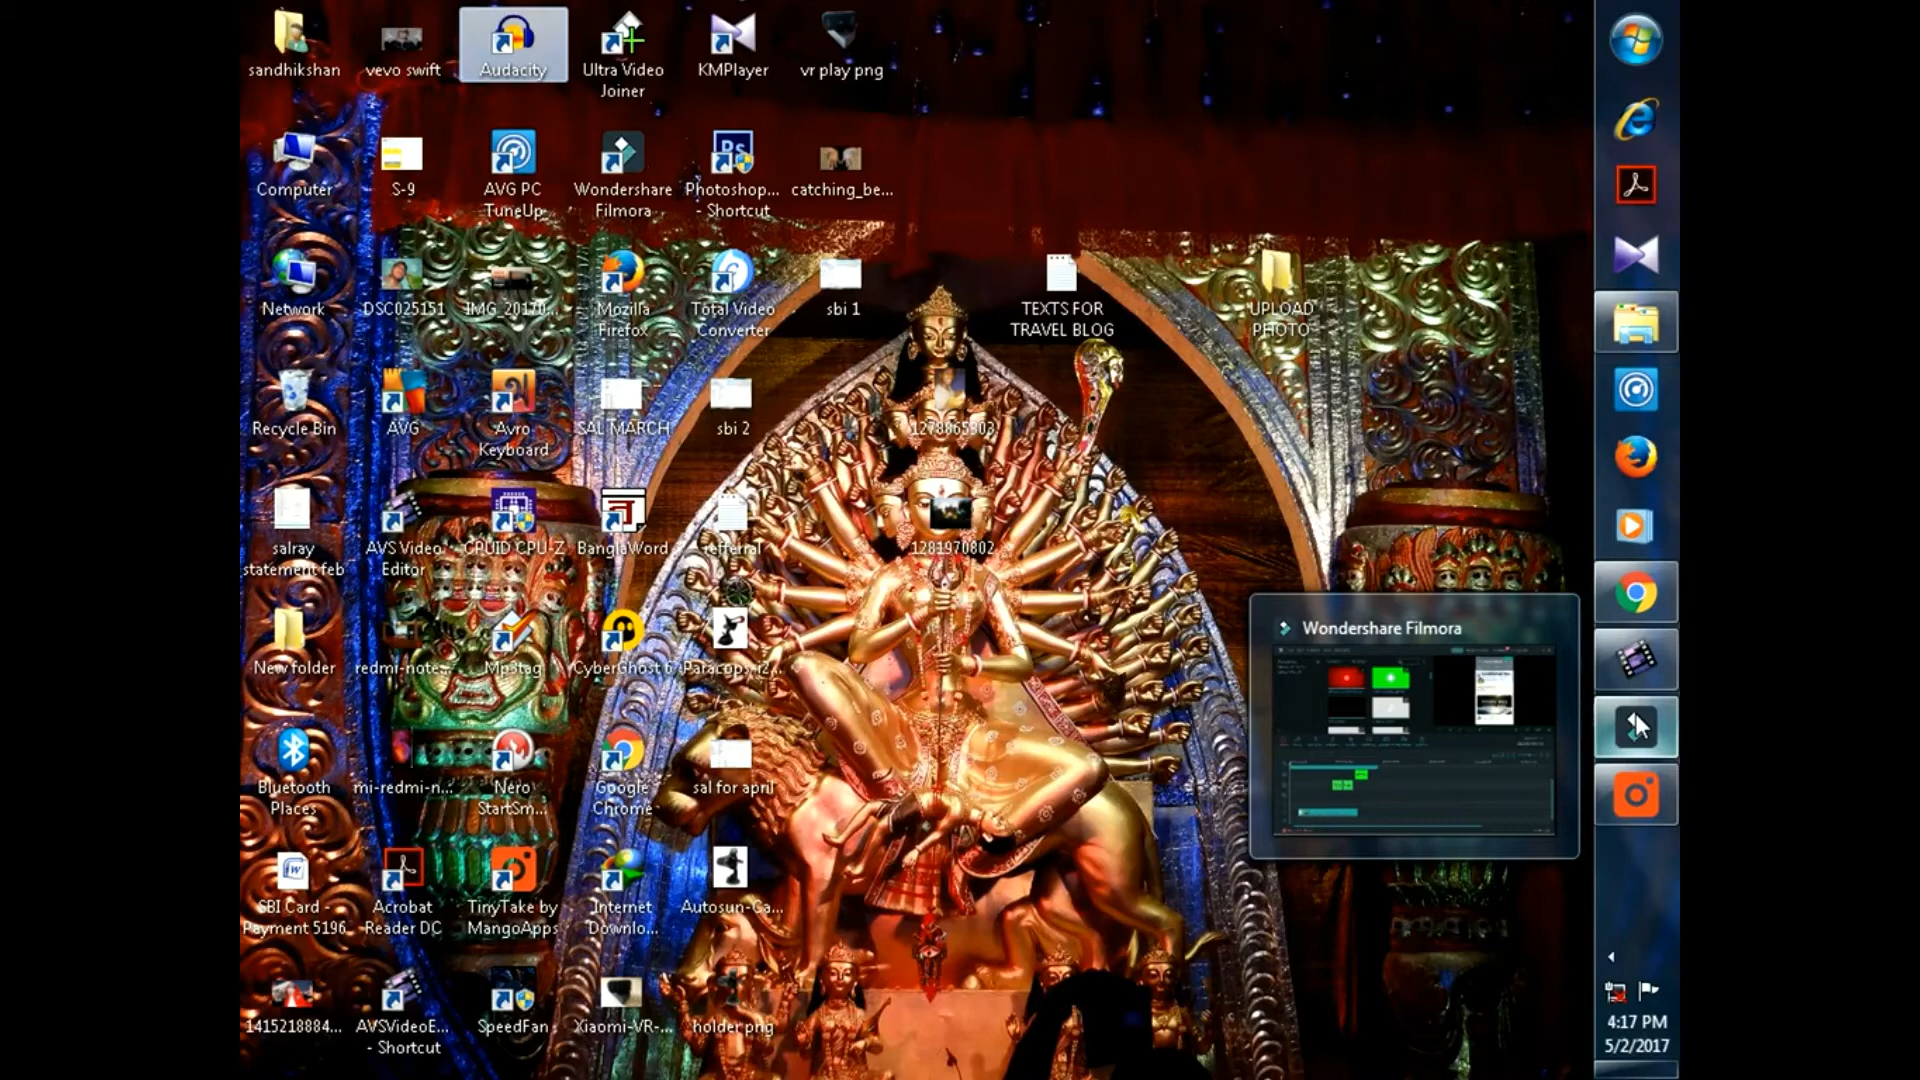 sandhikshan
vevo swift
Audacity
Ultra Video
Joiner
KMPlayer
vr play png
Computer
S-9
AVG PC
TuneUp
Wondershare
Filmora
Photoshop...
- Shortcut
catching_be...
Network
DSC025151
IMG_20170...
Mozilla
Firefox
Total Video
Converter
sbi 1
TEXTS FOR
TRAVEL BLOG
UPLOAD
PHOTO
Recycle Bin
AVG
Avro
Keyboard
SAL MARCH
sbi 2
1278865303
salray
statement feb
AVS Video
Editor
CPUID CPU-Z
BanglaWord
refferral
1281970802
New folder
redmi-note...
Mp3tag
CyberGhost 6
Paracops-i2...
Wondershare Filmora
Bluetooth
Places
mi-redmi-n...
Nero
StartSm...
Google
Chrome
sal for april
SBI Card -
Payment 5196
Acrobat
Reader DC
TinyTake by
MangoApps
Internet
Downlo...
Autosun-Ca...
1415218884...
AVSVideoE...
- Shortcut
SpeedFan
Xiaomi-VR-...
holder png
4:17 PM
5/2/2017